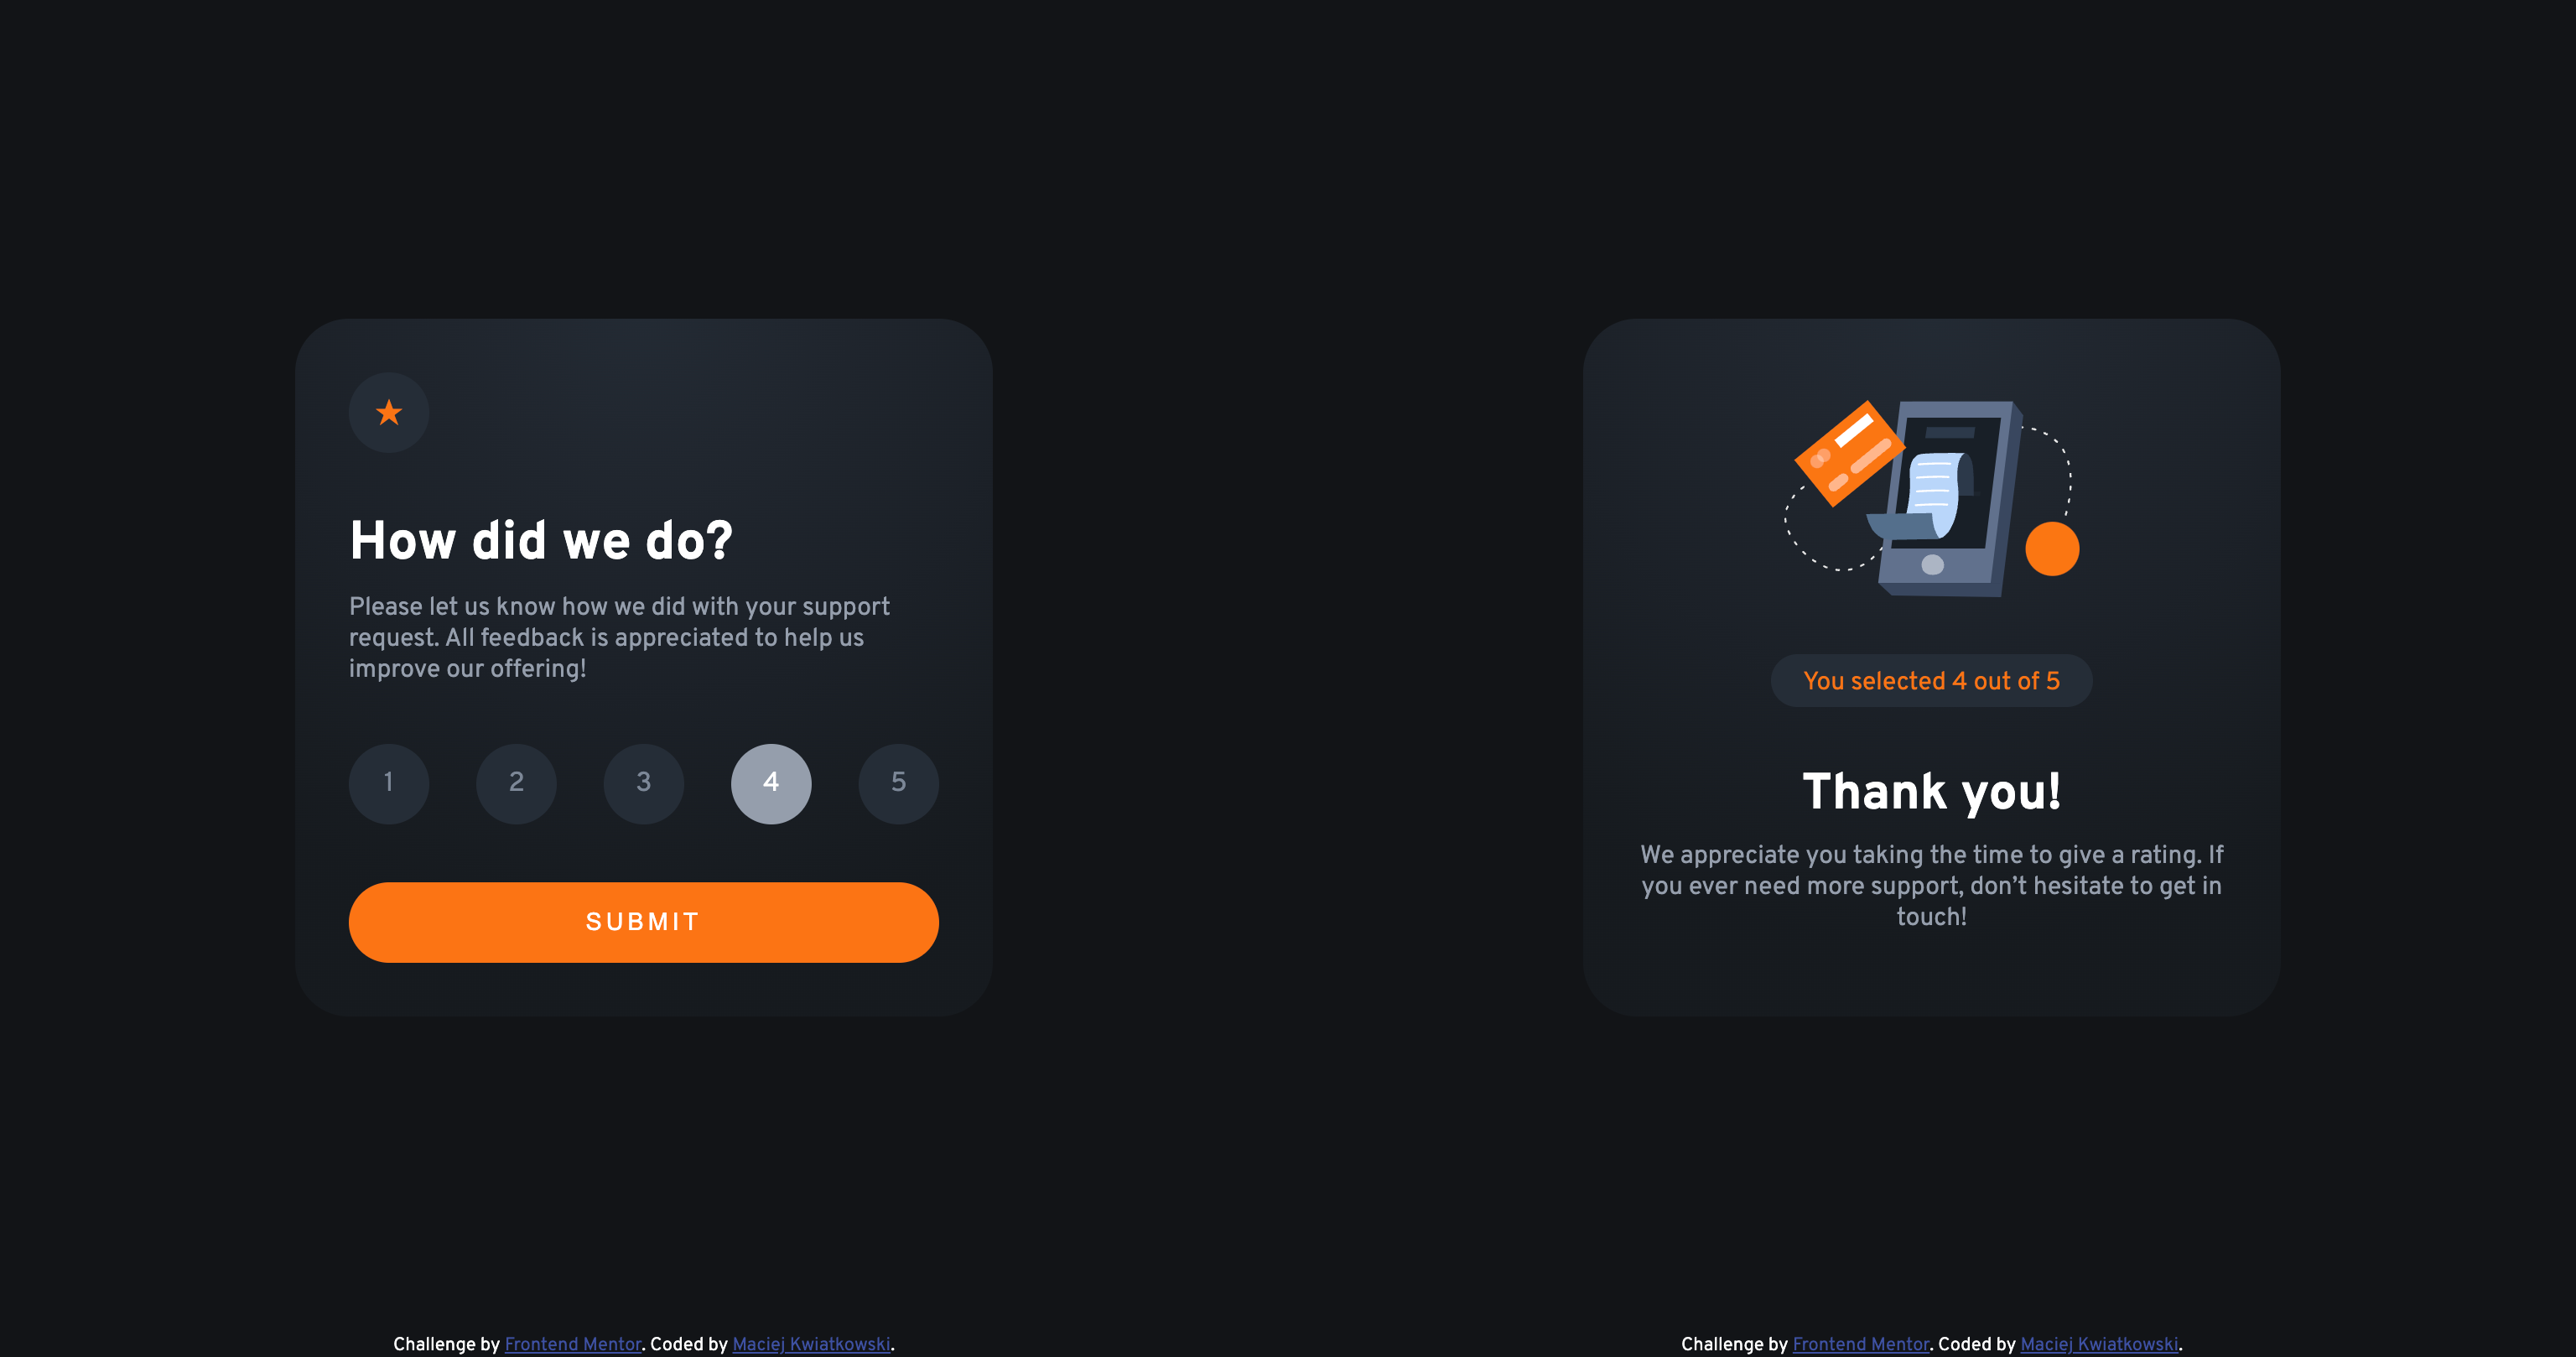 How did we do?
Please let us know how we did with your support
request. All feedback is appreciated to help us
improve our offering!
1 2 3 4 5
SUBMIT
Challenge by Frontend Mentor. Coded by Maciej Kwiatkowski.
You selected 4 out of 5
Thank you!
We appreciate you taking the time to give a rating. If
you ever need more support, don’t hesitate to get in
touch!
Challenge by Frontend Mentor. Coded by Maciej Kwiatkowski.